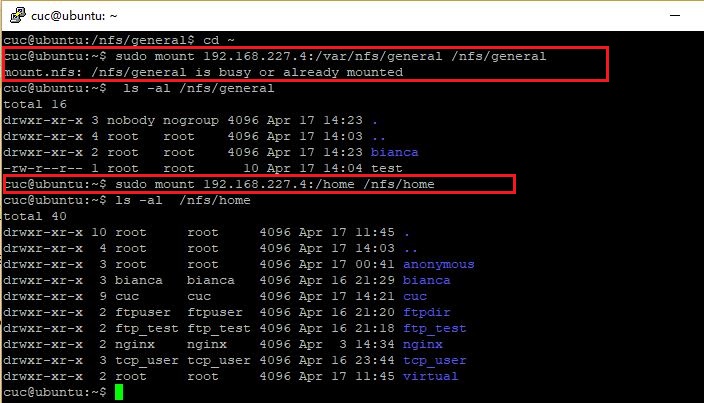 cuc@ubuntu: ~
cuc@ubuntu:/nfs/general$ cd ~
cuc@ubuntu:~$ sudo mount 192.168.227.4:/var/nfs/general /nfs/general
mount.nfs: /nfs/general is busy or already mounted
cuc@ubuntu:~$  ls -al /nfs/general
total 16
drwxr-xr-x 3 nobody nogroup 4096 Apr 17 14:23 .
drwxr-xr-x 4 root   root    4096 Apr 17 14:03 ..
drwxr-xr-x 2 root   root    4096 Apr 17 14:23 bianca
-rw-r--r-- 1 root   root      10 Apr 17 14:04 test
cuc@ubuntu:~$ sudo mount 192.168.227.4:/home /nfs/home
cuc@ubuntu:~$ ls -al  /nfs/home
total 40
drwxr-xr-x 10 root     root     4096 Apr 17 11:45 .
drwxr-xr-x  4 root     root     4096 Apr 17 14:03 ..
drwxr-xr-x  3 root     root     4096 Apr 17 00:41 anonymous
drwxr-xr-x  3 bianca   bianca   4096 Apr 16 21:29 bianca
drwxr-xr-x  9 cuc      cuc      4096 Apr 17 14:21 cuc
drwxr-xr-x  2 ftpuser  ftpuser  4096 Apr 16 21:20 ftpdir
drwxr-xr-x  2 ftp_test ftp_test 4096 Apr 16 21:18 ftp_test
drwxr-xr-x  2 nginx    nginx    4096 Apr  3 14:34 nginx
drwxr-xr-x  3 tcp_user tcp_user 4096 Apr 16 23:44 tcp_user
drwxr-xr-x  2 root     root     4096 Apr 17 11:45 virtual
cuc@ubuntu:~$